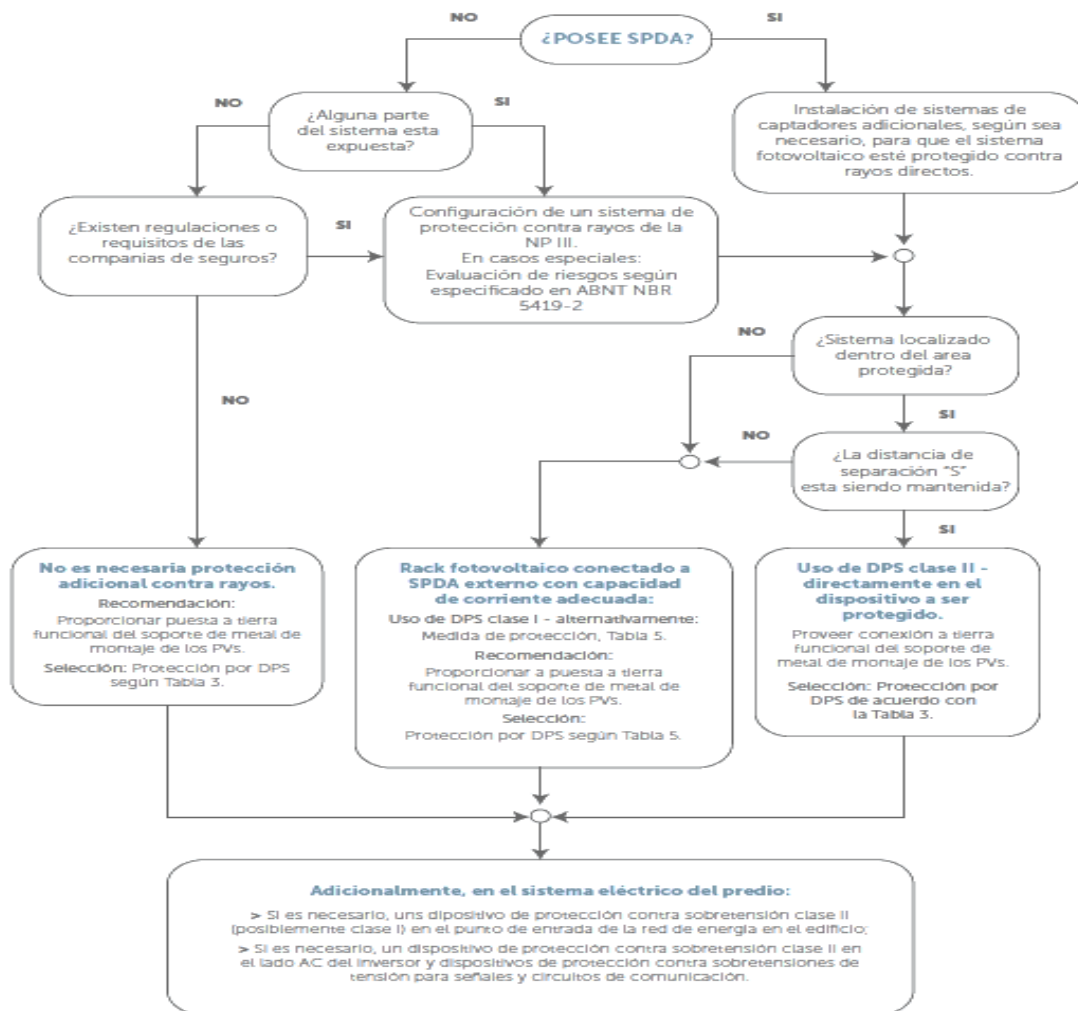 NO
SI
¿POSEE SPDA?
NO
SI
¿Alguna parte
del sistema esta
expuesta?
Instalación de sistemas de
captadores adicionales, según sea
necesario, para que el sistema
fotovoltaico esté protegido contra
rayos directos.
¿Existen regulaciones o
requisitos de las
companias de seguros?
SI
Configuración de un sistema de
protección contra rayos de la
NP III.
En casos especiales:
Evaluación de riesgos según
especificado en ABNT NBR
5419-2
NO
¿Sistema localizado
dentro del area
protegida?
NO
SI
NO
¿La distancia de
separación "S"
esta siendo mantenida?
SI
No es necesaria protección
adicional contra rayos.
Recomendación:
Proporcionar puesta a tierra
funcional del soporte de metal de
montaje de los PVs.
Selección: Protección por DPS
según Tabla 3.
Rack fotovoltaico conectado a
SPDA externo con capacidad
de corriente adecuada:
Uso de DPS clase I - alternativamente:
Medida de protección, Tabla 5.
Recomendación:
Proporcionar a puesta a tierra
funcional del soporte de metal de
montaje de los PVs.
Selección:
Protección por DPS según Tabla 5.
Uso de DPS clase II -
directamente en el
dispositivo a ser
protegido.
Proveer conexión a tierra
funcional del soporte de
metal de montaje de los PVs.
Selección: Protección por
DPS de acuerdo con
la Tabla 3.
Adicionalmente, en el sistema eléctrico del predio:
> Si es necesario, uns dipositivo de protección contra sobretensión clase II
(posiblemente clase I) en el punto de entrada de la red de energia en el edificio;
> Si es necesario, un dispositivo de protección contra sobretensión clase II en
el lado AC del inversor y dispositivos de protección contra sobretensiones de
tensión para señales y circuitos de comunicación.